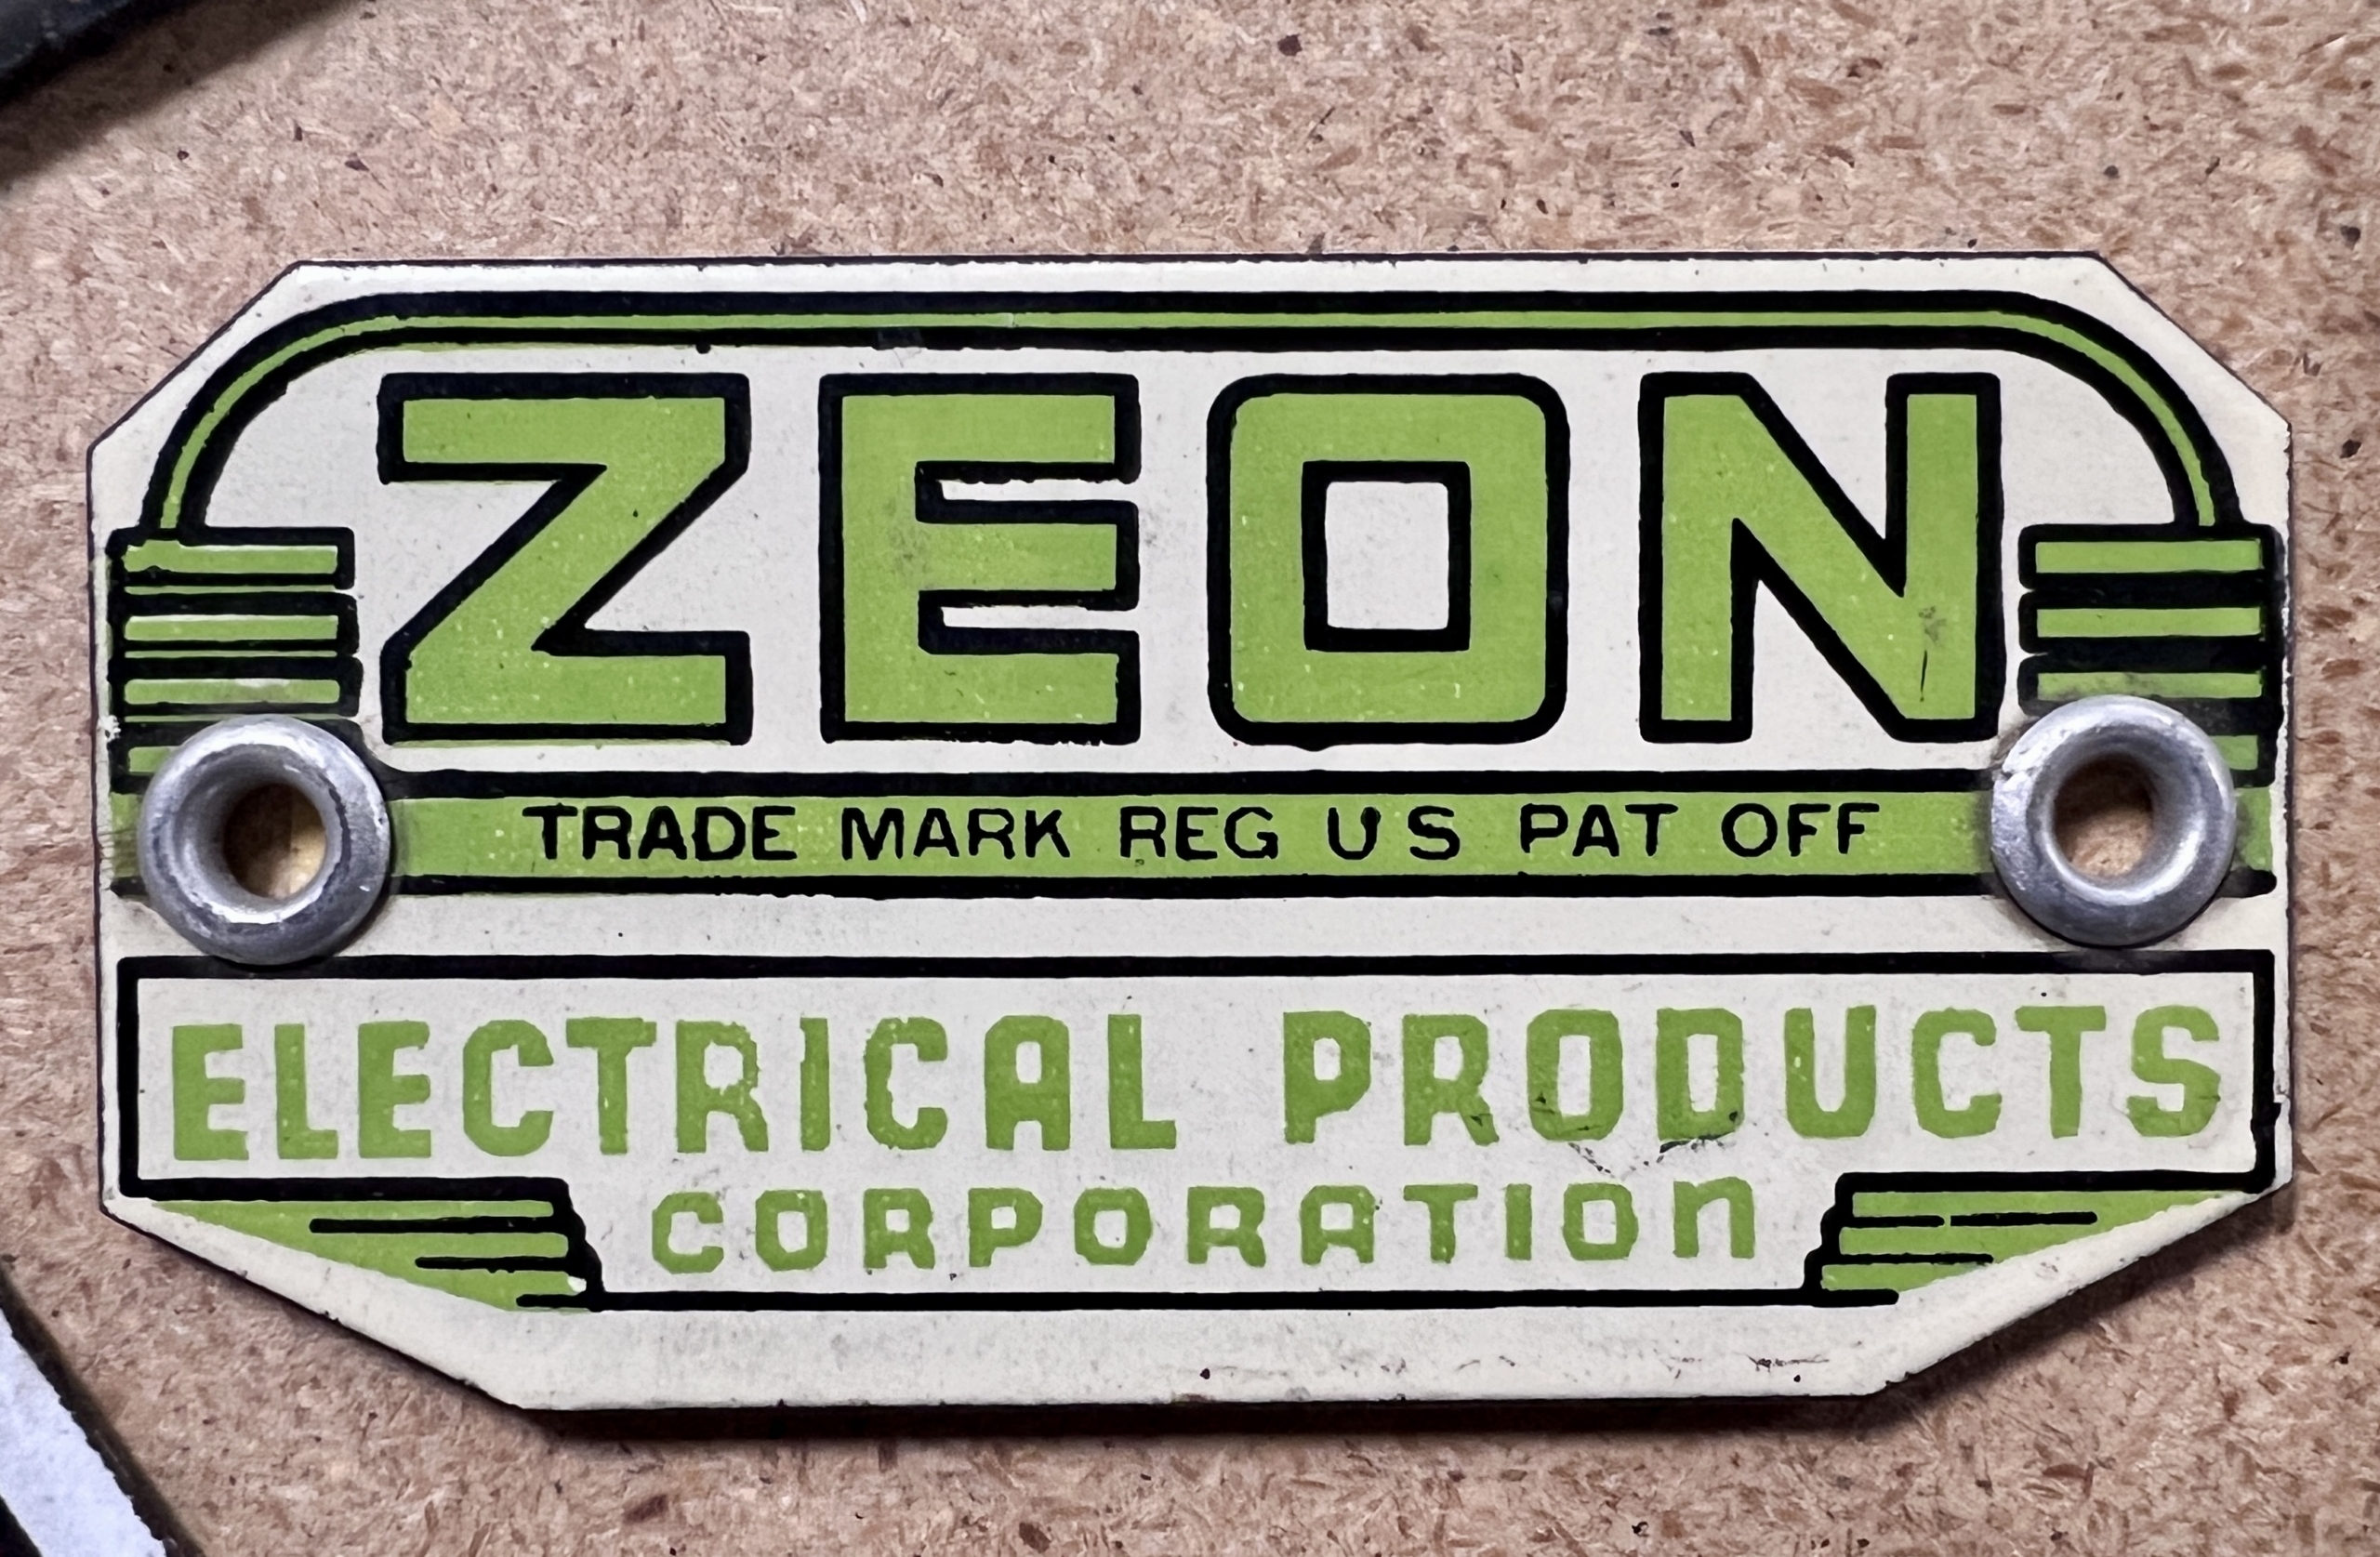 ZEON
TRADE MARK REG U S PAT OFF
ELECTRICAL PRODUCTS
CORPORATION